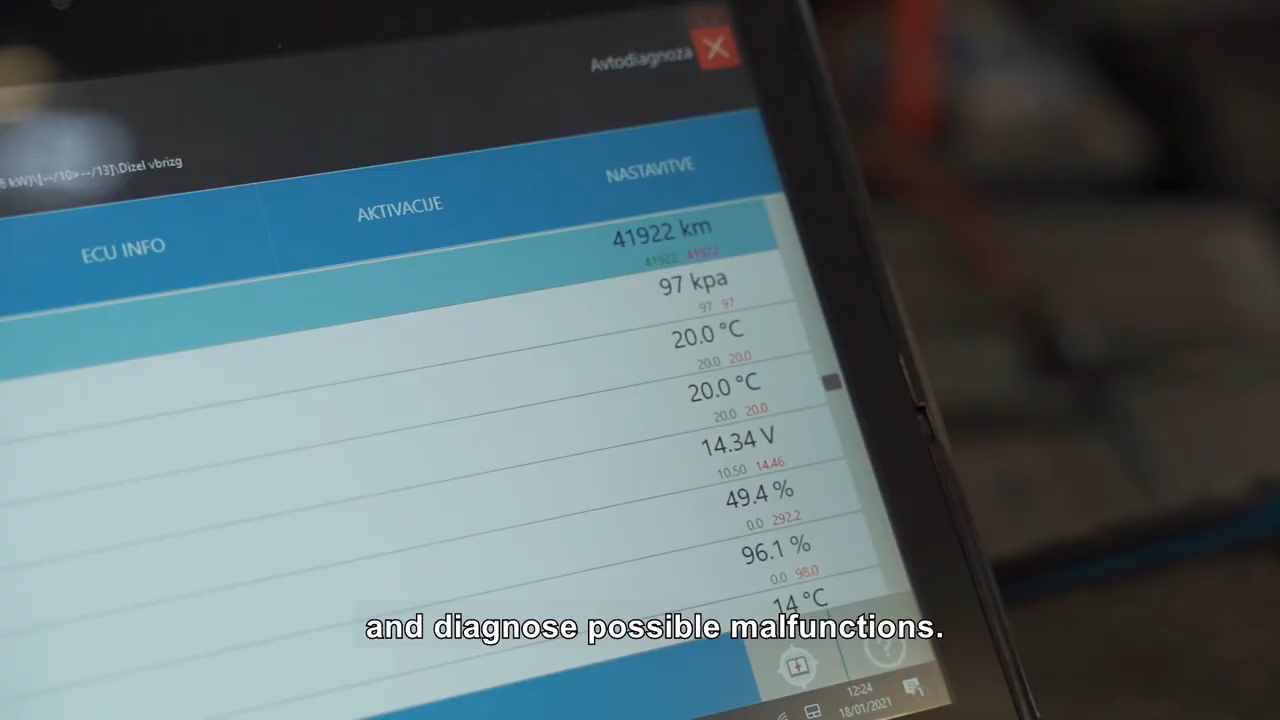 Avtodiagnoza
kW)\[--/10>--/13]\Dizel vbrizg
ECU INFO
AKTIVACIJE
NASTAVITVE
41922 km
41922 41922
97 kpa
97 97
20.0 °C
20.0 20.0
20.0 °C
20.0 20.0
14.34 V
10.50 14.46
49.4 %
0.0 292.2
96.1 %
0.0 98.0
14 °C
and diagnose possible malfunctions.
12:24
18/01/2021
1